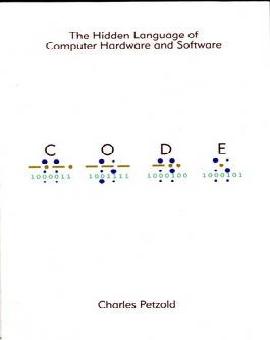 The Hidden Language of
Computer Hardware and Software
C O D E
1000011 1001111 1000100 1000101
Charles Petzold